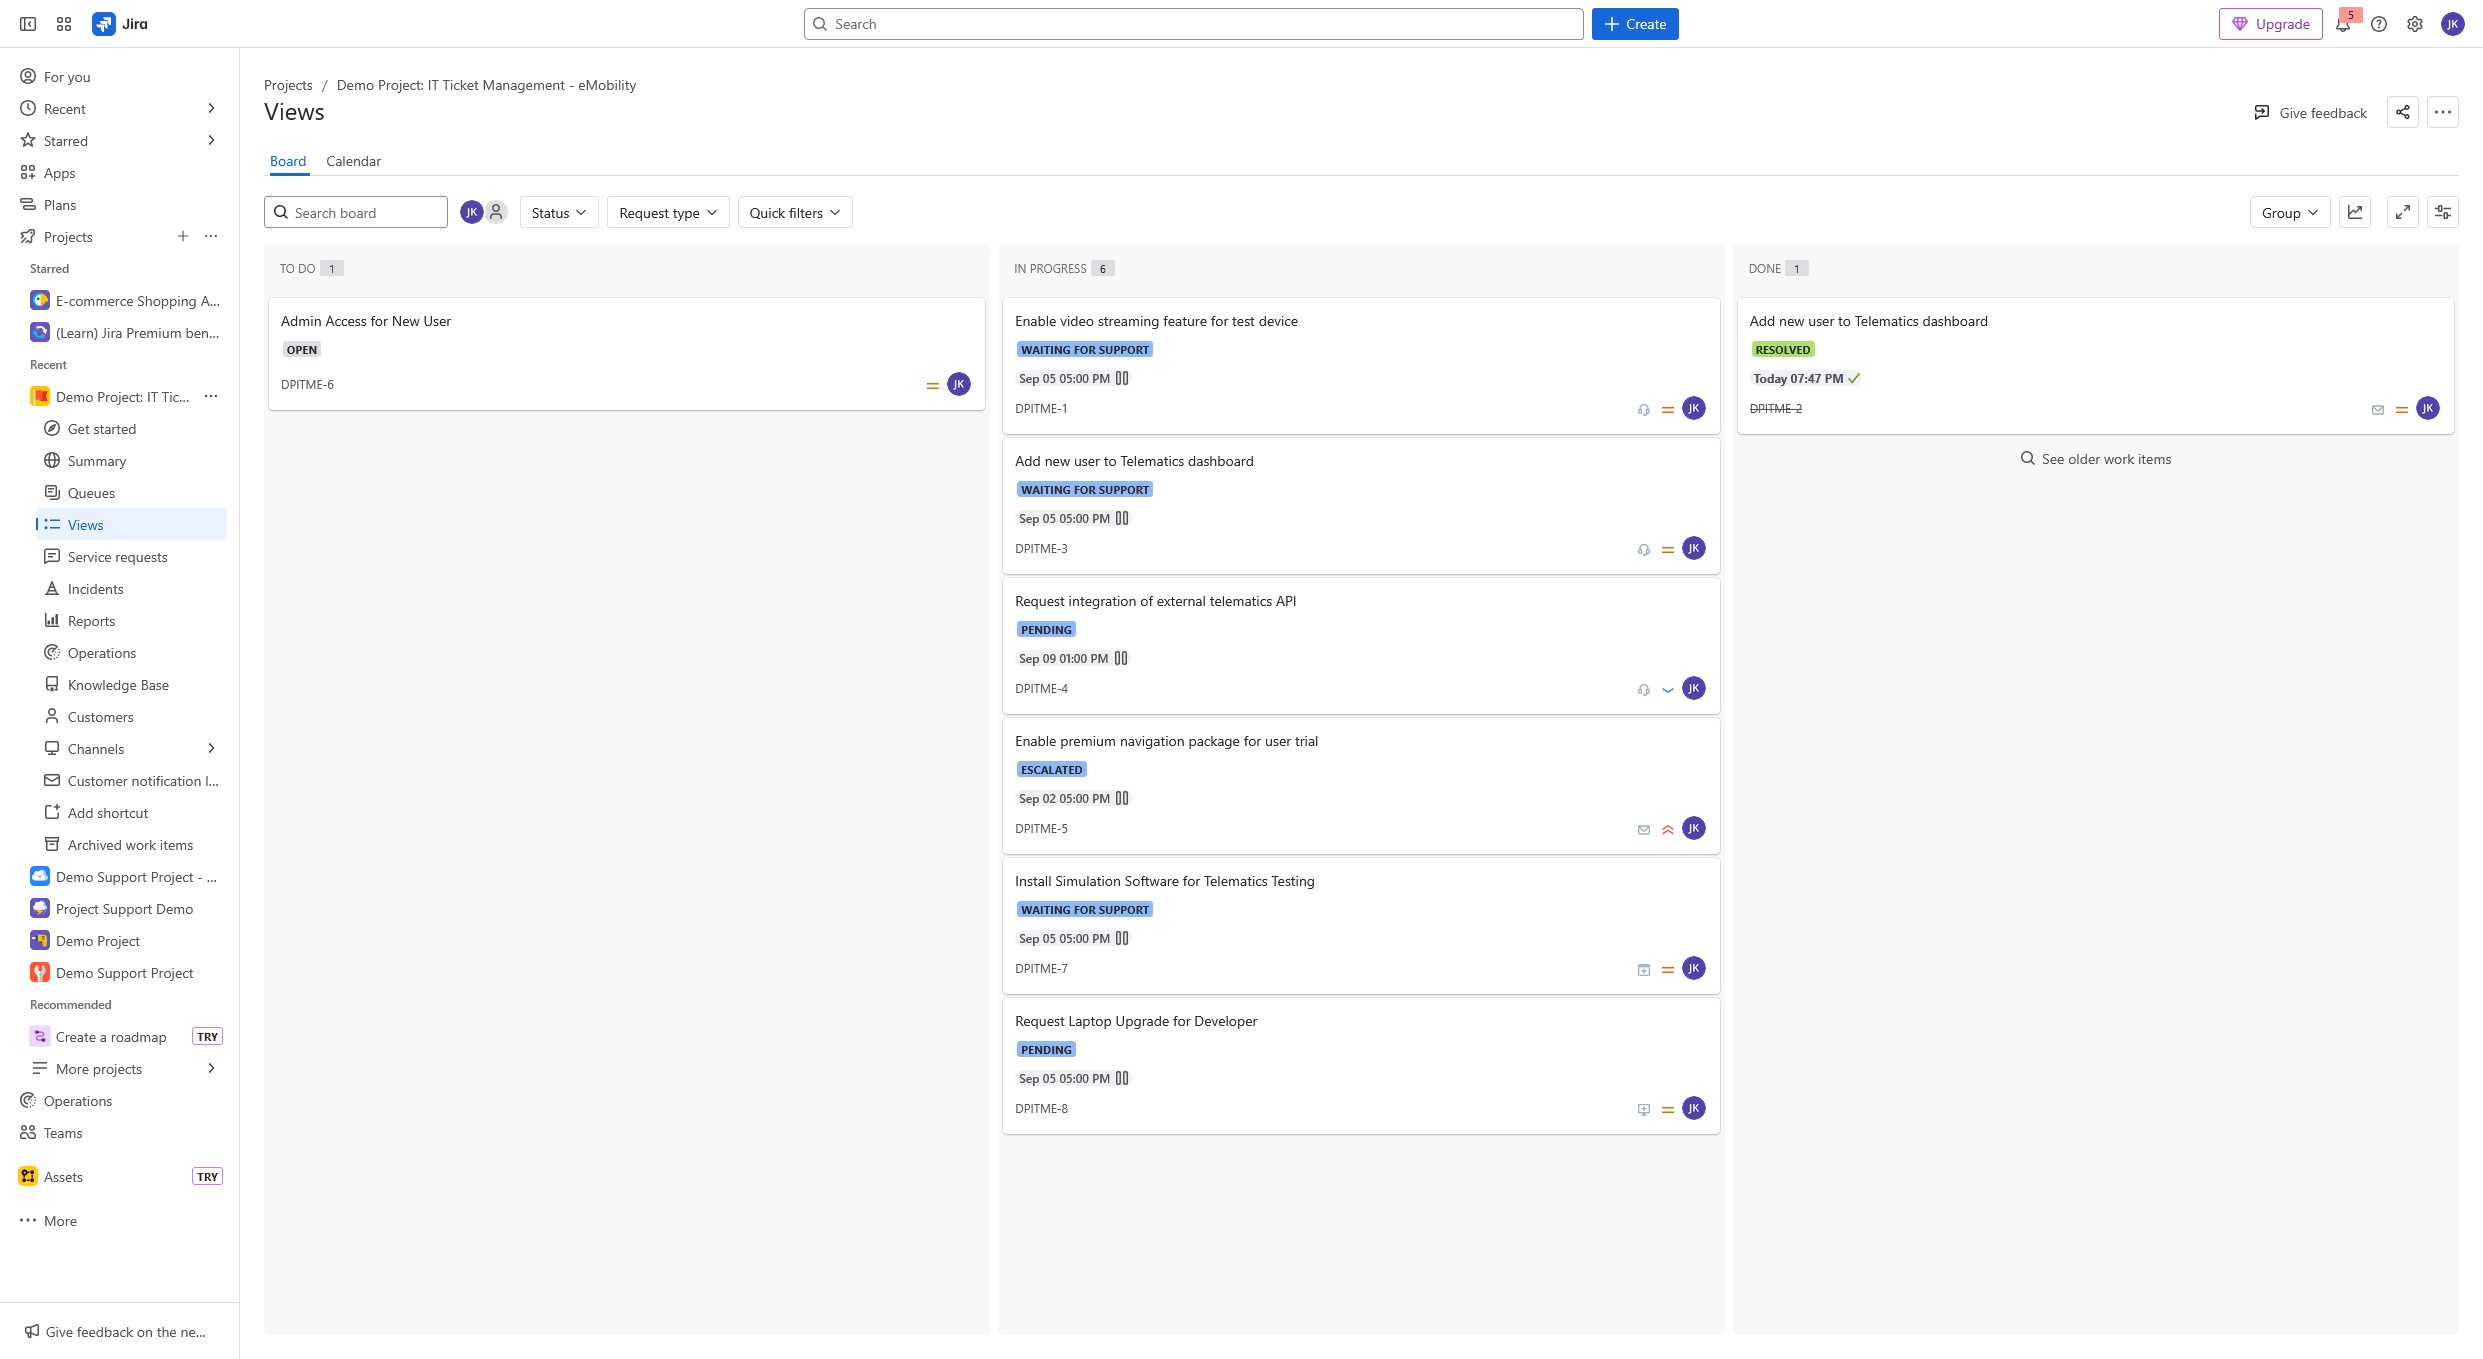 Jira
Search
Create
Upgrade
5
JK
For you
Recent
Starred
Apps
Plans
Projects
Starred
E-commerce Shopping A...
(Learn) Jira Premium ben...
Recent
Demo Project: IT Tic...
Get started
Summary
Queues
Views
Service requests
Incidents
Reports
Operations
Knowledge Base
Customers
Channels
Customer notification l...
Add shortcut
Archived work items
Demo Support Project - ...
Project Support Demo
Demo Project
Demo Support Project
Recommended
Create a roadmap TRY
More projects
Operations
Teams
Assets TRY
More
Give feedback on the ne...
Projects / Demo Project: IT Ticket Management - eMobility
Views
Give feedback
Board Calendar
Search board JK Status Request type Quick filters Group
TO DO 1
Admin Access for New User
OPEN
DPITME-6 JK
IN PROGRESS 6
Enable video streaming feature for test device
WAITING FOR SUPPORT
Sep 05 05:00 PM
DPITME-1 JK
Add new user to Telematics dashboard
WAITING FOR SUPPORT
Sep 05 05:00 PM
DPITME-3 JK
Request integration of external telematics API
PENDING
Sep 09 01:00 PM
DPITME-4 JK
Enable premium navigation package for user trial
ESCALATED
Sep 02 05:00 PM
DPITME-5 JK
Install Simulation Software for Telematics Testing
WAITING FOR SUPPORT
Sep 05 05:00 PM
DPITME-7 JK
Request Laptop Upgrade for Developer
PENDING
Sep 05 05:00 PM
DPITME-8 JK
DONE 1
Add new user to Telematics dashboard
RESOLVED
Today 07:47 PM
DPITME-2 JK
See older work items